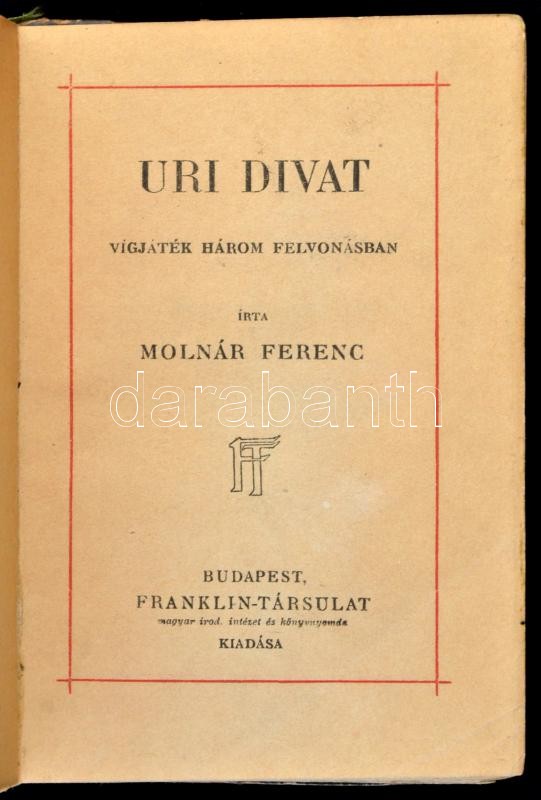 URI DIVAT
VÍGJÁTÉK HÁROM FELVONÁSBAN
ÍRTA
MOLNÁR FERENC
darabanth
FT
BUDAPEST,
FRANKLIN-TÁRSULAT
magyar irod. intézet és könyvnyomda
KIADÁSA